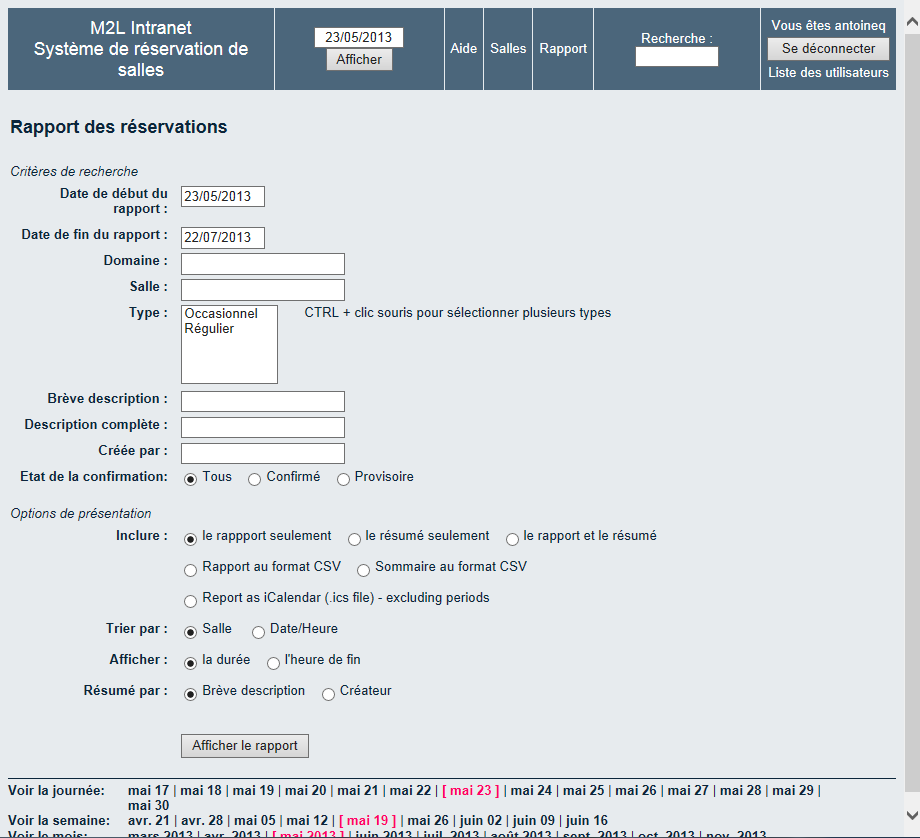 M2L Intranet
Système de réservation de
salles
23/05/2013
Afficher
Aide
Salles
Rapport
Recherche :
Vous êtes antoineq
Se déconnecter
Liste des utilisateurs
Rapport des réservations
Critères de recherche
Date de début du
rapport :
23/05/2013
Date de fin du rapport : 22/07/2013
Domaine :
Salle :
Type : Occasionnel CTRL + clic souris pour sélectionner plusieurs types
Régulier
Brève description :
Description complète :
Créée par :
Etat de la confirmation: Tous Confirmé Provisoire
Options de présentation
Inclure : le rappport seulement le résumé seulement le rapport et le résumé
Rapport au format CSV Sommaire au format CSV
Report as iCalendar (.ics file) - excluding periods
Trier par : Salle Date/Heure
Afficher : la durée l'heure de fin
Résumé par : Brève description Créateur
Afficher le rapport
Voir la journée: mai 17 | mai 18 | mai 19 | mai 20 | mai 21 | mai 22 | [ mai 23 ] | mai 24 | mai 25 | mai 26 | mai 27 | mai 28 | mai 29 |
mai 30
Voir la semaine: avr. 21 | avr. 28 | mai 05 | mai 12 | [ mai 19 ] | mai 26 | juin 02 | juin 09 | juin 16
Voir le mois: mars 2013 | avr. 2013 | [ mai 2013 ] | juin 2013 | juil. 2013 | août 2013 | sept. 2013 | oct. 2013 | nov. 2013